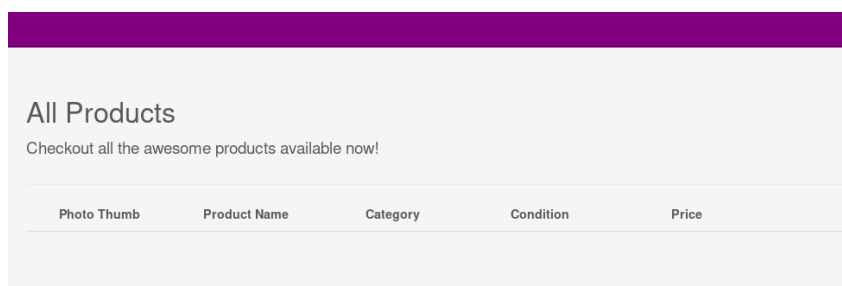 All Products
Checkout all the awesome products available now!
Photo Thumb Product Name Category Condition Price